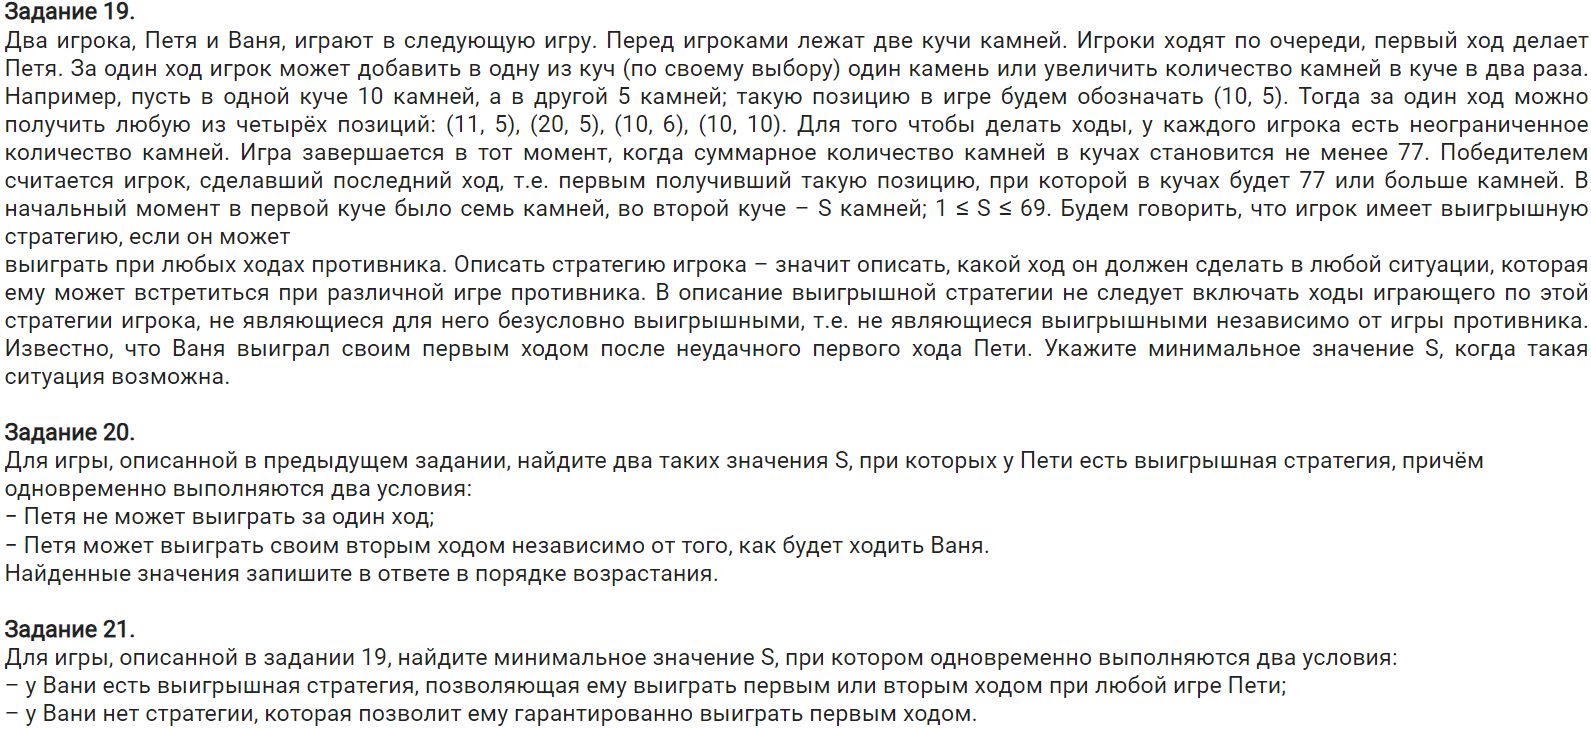 Задание 19.
Два игрока, Петя и Ваня, играют в следующую игру. Перед игроками лежат две кучи камней. Игроки ходят по очереди, первый ход делает
Петя. За один ход игрок может добавить в одну из куч (по своему выбору) один камень или увеличить количество камней в куче в два раза.
Например, пусть в одной куче 10 камней, а в другой 5 камней; такую позицию в игре будем обозначать (10, 5). Тогда за один ход можно
получить любую из четырёх позиций: (11, 5), (20, 5), (10, 6), (10, 10). Для того чтобы делать ходы, у каждого игрока есть неограниченное
количество камней. Игра завершается в тот момент, когда суммарное количество камней в кучах становится не менее 77. Победителем
считается игрок, сделавший последний ход, т.е. первым получивший такую позицию, при которой в кучах будет 77 или больше камней. В
начальный момент в первой куче было семь камней, во второй куче – S камней; 1 ≤ S ≤ 69. Будем говорить, что игрок имеет выигрышную
стратегию, если он может
выиграть при любых ходах противника. Описать стратегию игрока – значит описать, какой ход он должен сделать в любой ситуации, которая
ему может встретиться при различной игре противника. В описание выигрышной стратегии не следует включать ходы играющего по этой
стратегии игрока, не являющиеся для него безусловно выигрышными, т.е. не являющиеся выигрышными независимо от игры противника.
Известно, что Ваня выиграл своим первым ходом после неудачного первого хода Пети. Укажите минимальное значение S, когда такая
ситуация возможна.
Задание 20.
Для игры, описанной в предыдущем задании, найдите два таких значения S, при которых у Пети есть выигрышная стратегия, причём
одновременно выполняются два условия:
− Петя не может выиграть за один ход;
− Петя может выиграть своим вторым ходом независимо от того, как будет ходить Ваня.
Найденные значения запишите в ответе в порядке возрастания.
Задание 21.
Для игры, описанной в задании 19, найдите минимальное значение S, при котором одновременно выполняются два условия:
– у Вани есть выигрышная стратегия, позволяющая ему выиграть первым или вторым ходом при любой игре Пети;
– у Вани нет стратегии, которая позволит ему гарантированно выиграть первым ходом.